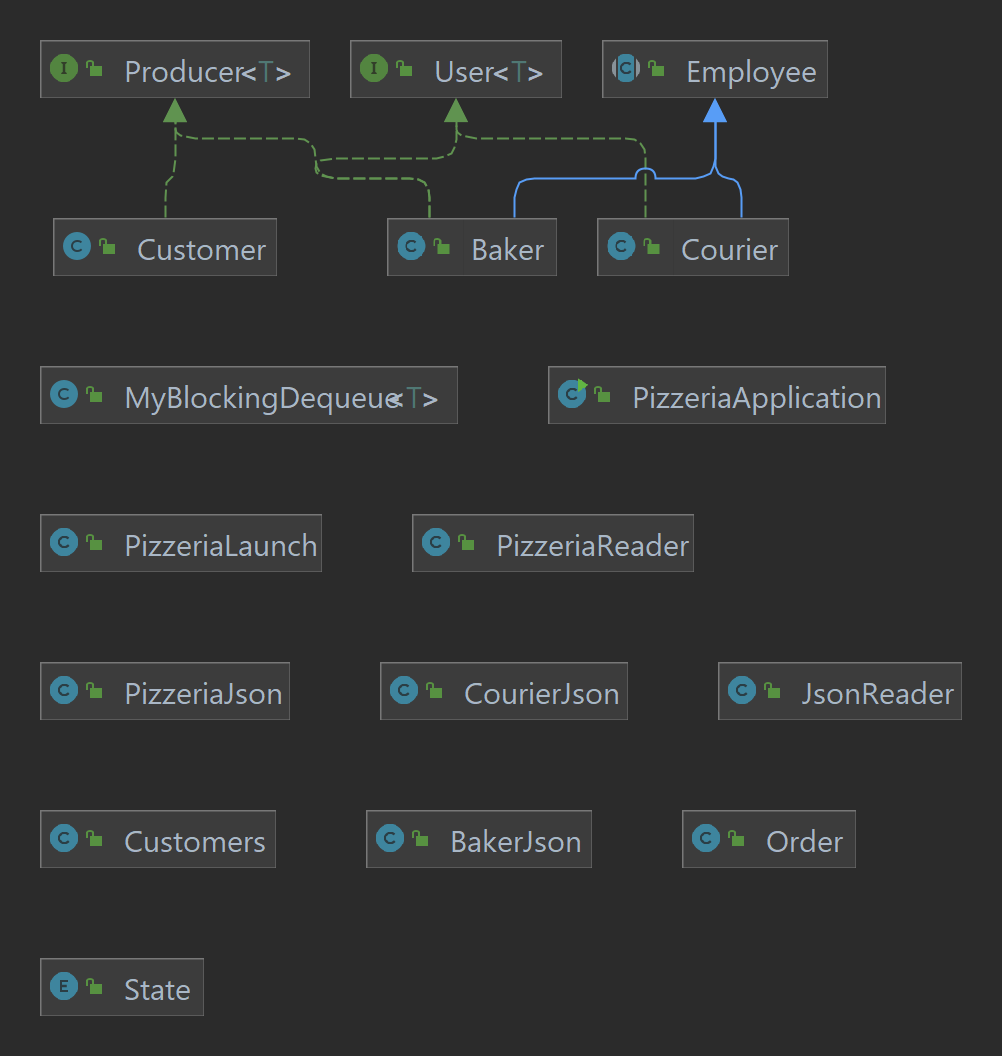 I Producer<T>
I User<T>
C Employee
C Customer
C Baker
C Courier
C MyBlockingDequeue<T>
C PizzeriaApplication
C PizzeriaLaunch
C PizzeriaReader
C PizzeriaJson
C CourierJson
C JsonReader
C Customers
C BakerJson
C Order
E State